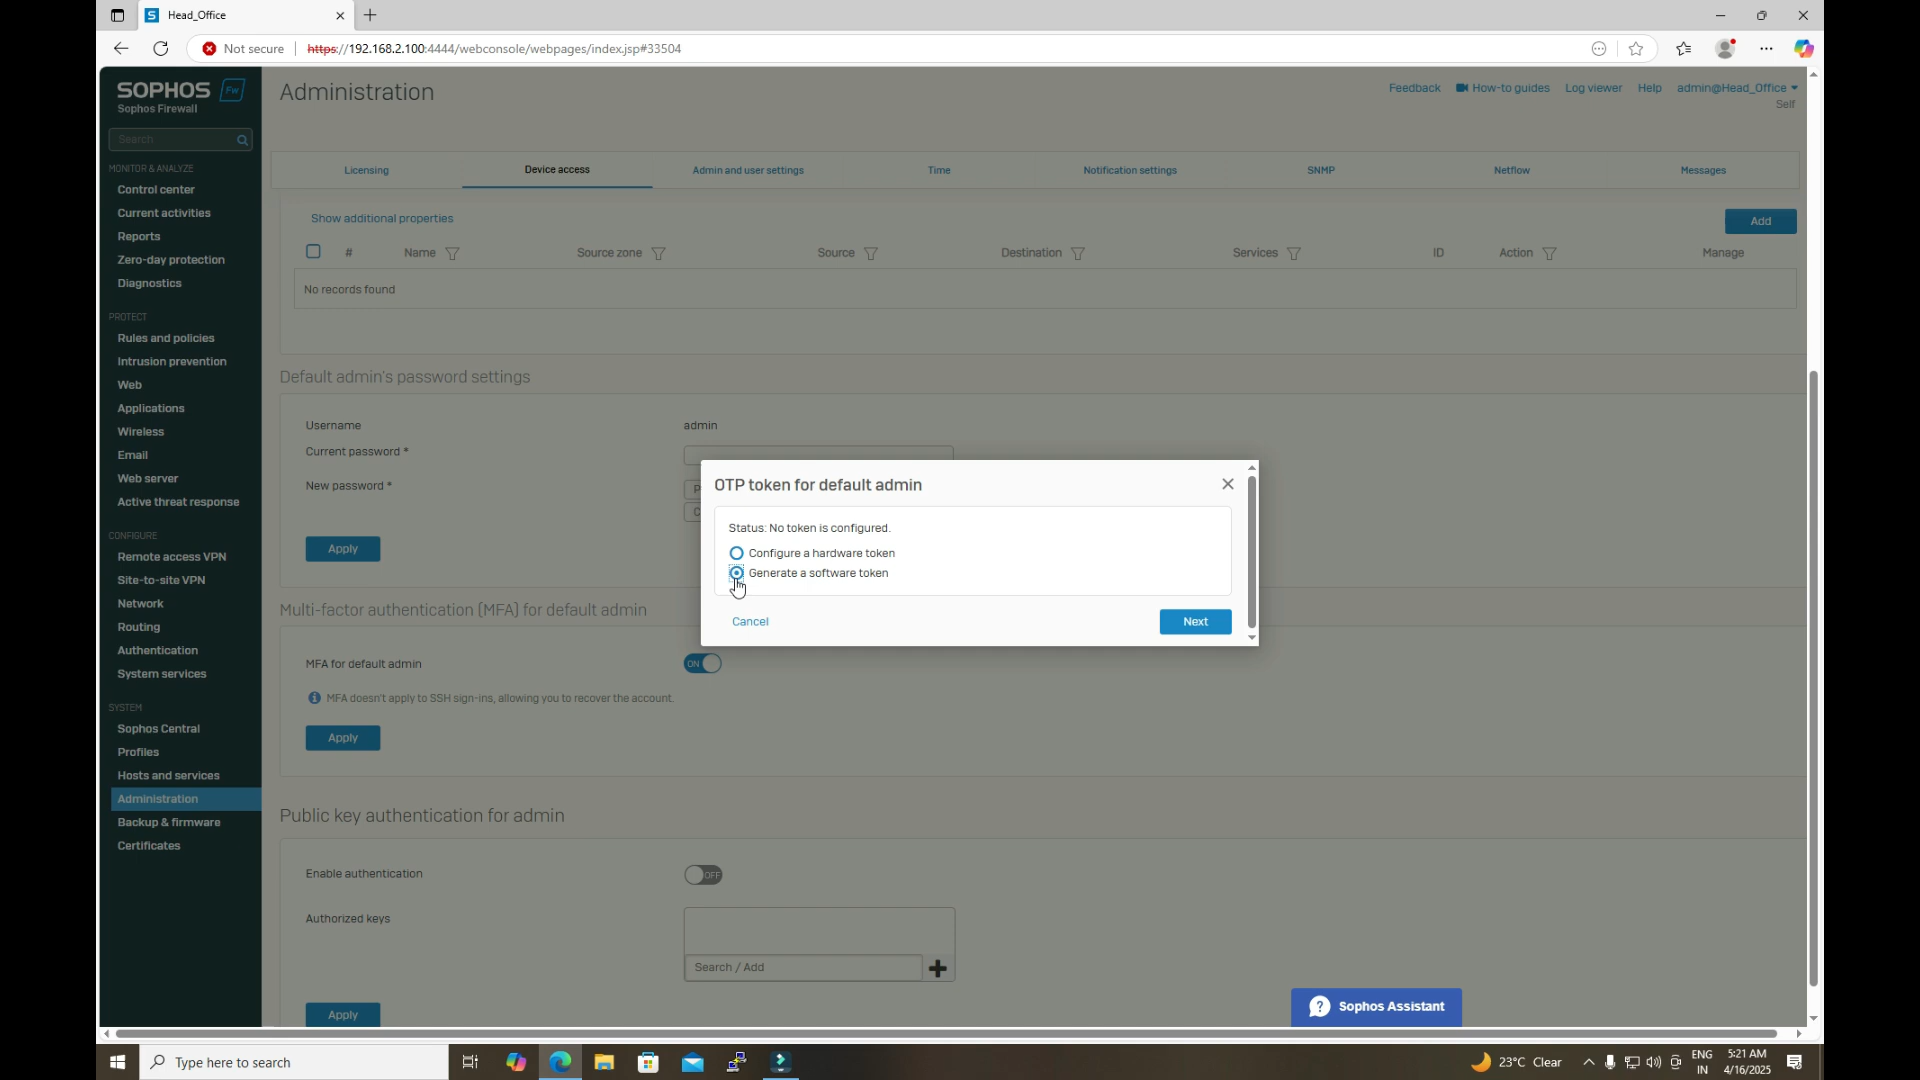 Head_Office
Not secure
https://192.168.2.100:4444/webconsole/webpages/index.jsp#33504
SOPHOS Fw
Sophos Firewall
Search
MONITOR & ANALYZE
Control center
Current activities
Reports
Zero-day protection
Diagnostics
PROTECT
Rules and policies
Intrusion prevention
Web
Applications
Wireless
Email
Web server
Active threat response
CONFIGURE
Remote access VPN
Site-to-site VPN
Network
Routing
Authentication
System services
SYSTEM
Sophos Central
Profiles
Hosts and services
Administration
Backup & firmware
Certificates
Administration
Feedback How-to guides Log viewer Help admin@Head_Office
Self
Licensing Device access Admin and user settings Time Notification settings SNMP Netflow Messages
Show additional properties
Add
# Name Source zone Source Destination Services ID Action Manage
No records found
Default admin's password settings
Username admin
Current password *
New password *
P
C
Apply
OTP token for default admin
Status: No token is configured.
Configure a hardware token
Generate a software token
Cancel Next
Multi-factor authentication (MFA) for default admin
MFA for default admin ON
MFA doesn't apply to SSH sign-ins, allowing you to recover the account.
Apply
Public key authentication for admin
Enable authentication OFF
Authorized keys
Search / Add
Apply
? Sophos Assistant
Type here to search
23°C Clear
ENG
IN
5:21 AM
4/16/2025